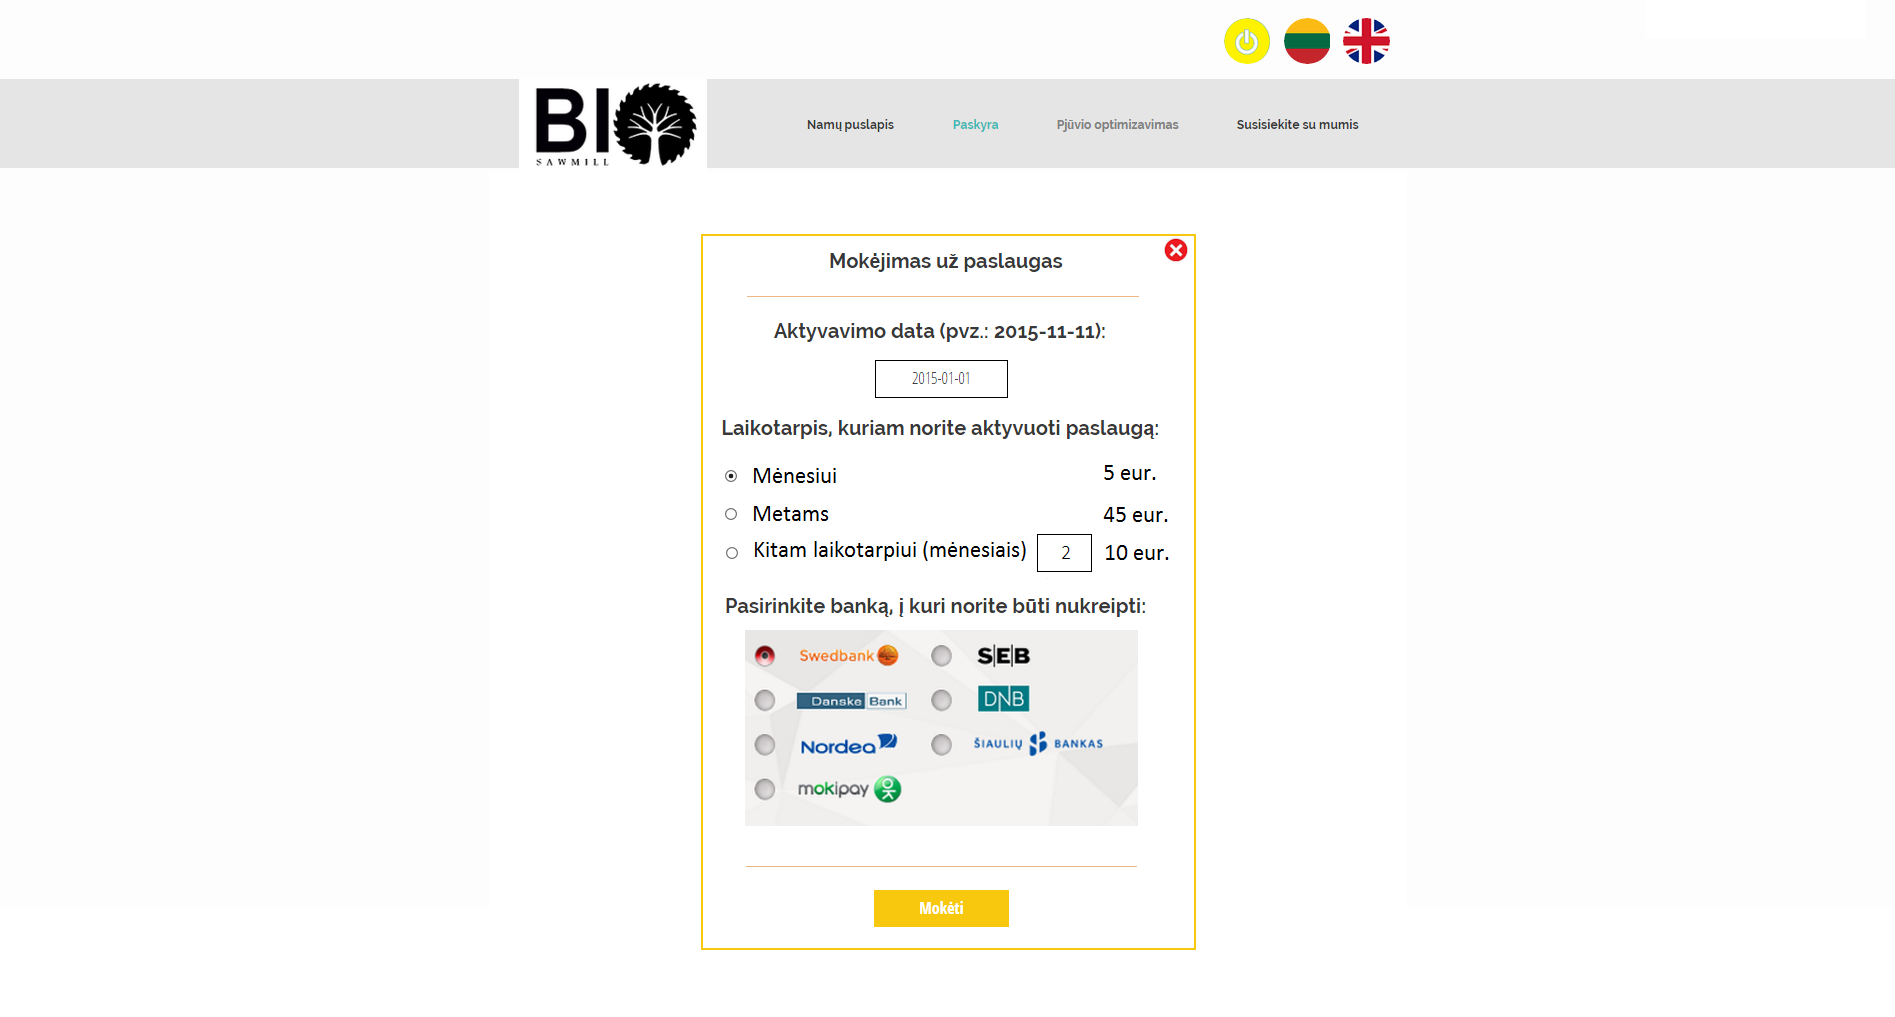 BIO
SAWMILL
Namų puslapis
Paskyra
Pjūvio optimizavimas
Susisiekite su mumis
Mokėjimas už paslaugas
Aktyvavimo data (pvz.: 2015-11-11):
2015-01-01
Laikotarpis, kuriam norite aktyvuoti paslaugą:
Mėnesiui 5 eur.
Metams 45 eur.
Kitam laikotarpiui (mėnesiais) 2 10 eur.
Pasirinkite banką, į kuri norite būti nukreipti:
Swedbank S|E|B
Danske Bank DNB
Nordea ŠIAULIŲ BANKAS
mokipay
Mokėti